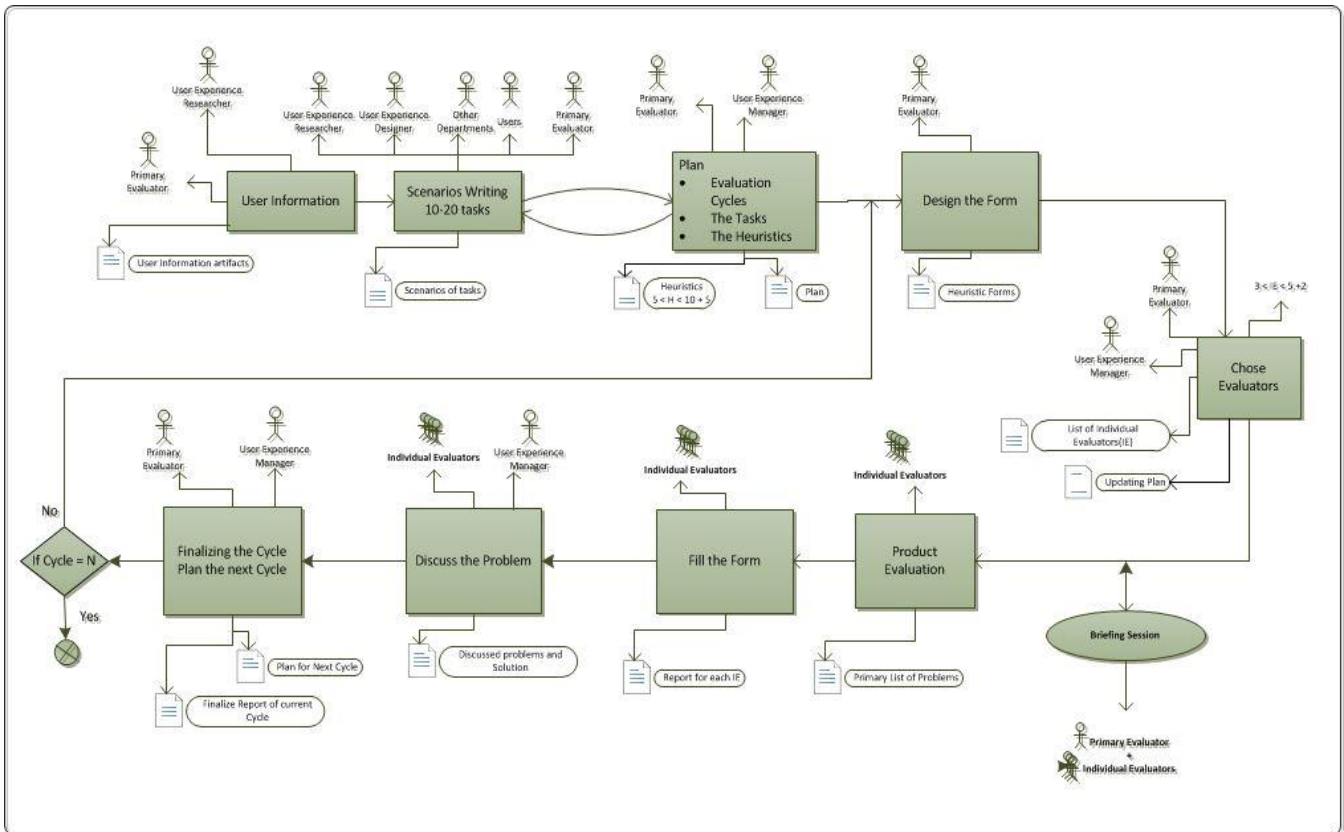 User Experience
Researcher
Primary
Evaluator
User Information
User Information artifacts
User Experience
Researcher
User Experience
Designer
Other
Departments
Users
Primary
Evaluator
Scenarios Writing
10-20 tasks
Scenarios of tasks
Primary
Evaluator
User Experience
Manager
Plan
• Evaluation
Cycles
• The Tasks
• The Heuristics
Heuristics
5 < H < 10 + 5
Plan
Primary
Evaluator
Design the Form
Heuristic Forms
Primary
Evaluator
3 < IE < 5 +2
User Experience
Manager
Chose
Evaluators
List of Individual
Evaluators(IE)
Updating Plan
Briefing Session
Primary Evaluator
+
Individual Evaluators
Individual Evaluators
Product
Evaluation
Primary List of Problems
Individual Evaluators
Fill the Form
Report for each IE
Individual Evaluators
User Experience
Manager
Discuss the Problem
Discussed problems and
Solution
Primary
Evaluator
User Experience
Manager
Finalizing the Cycle
Plan the next Cycle
Plan for Next Cycle
Finalize Report of current
Cycle
No
If Cycle = N
Yes